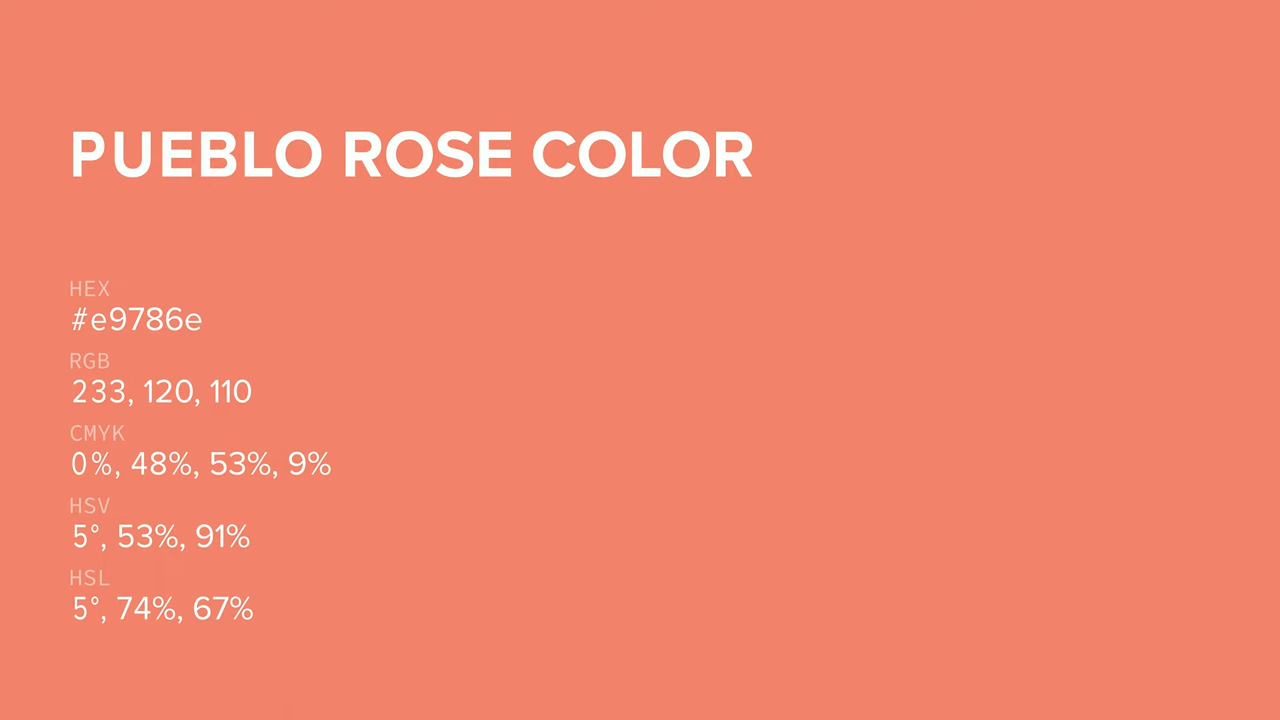 PUEBLO ROSE COLOR
HEX
#e9786e
RGB
233, 120, 110
CMYK
0%, 48%, 53%, 9%
HSV
5°, 53%, 91%
HSL
5°, 74%, 67%